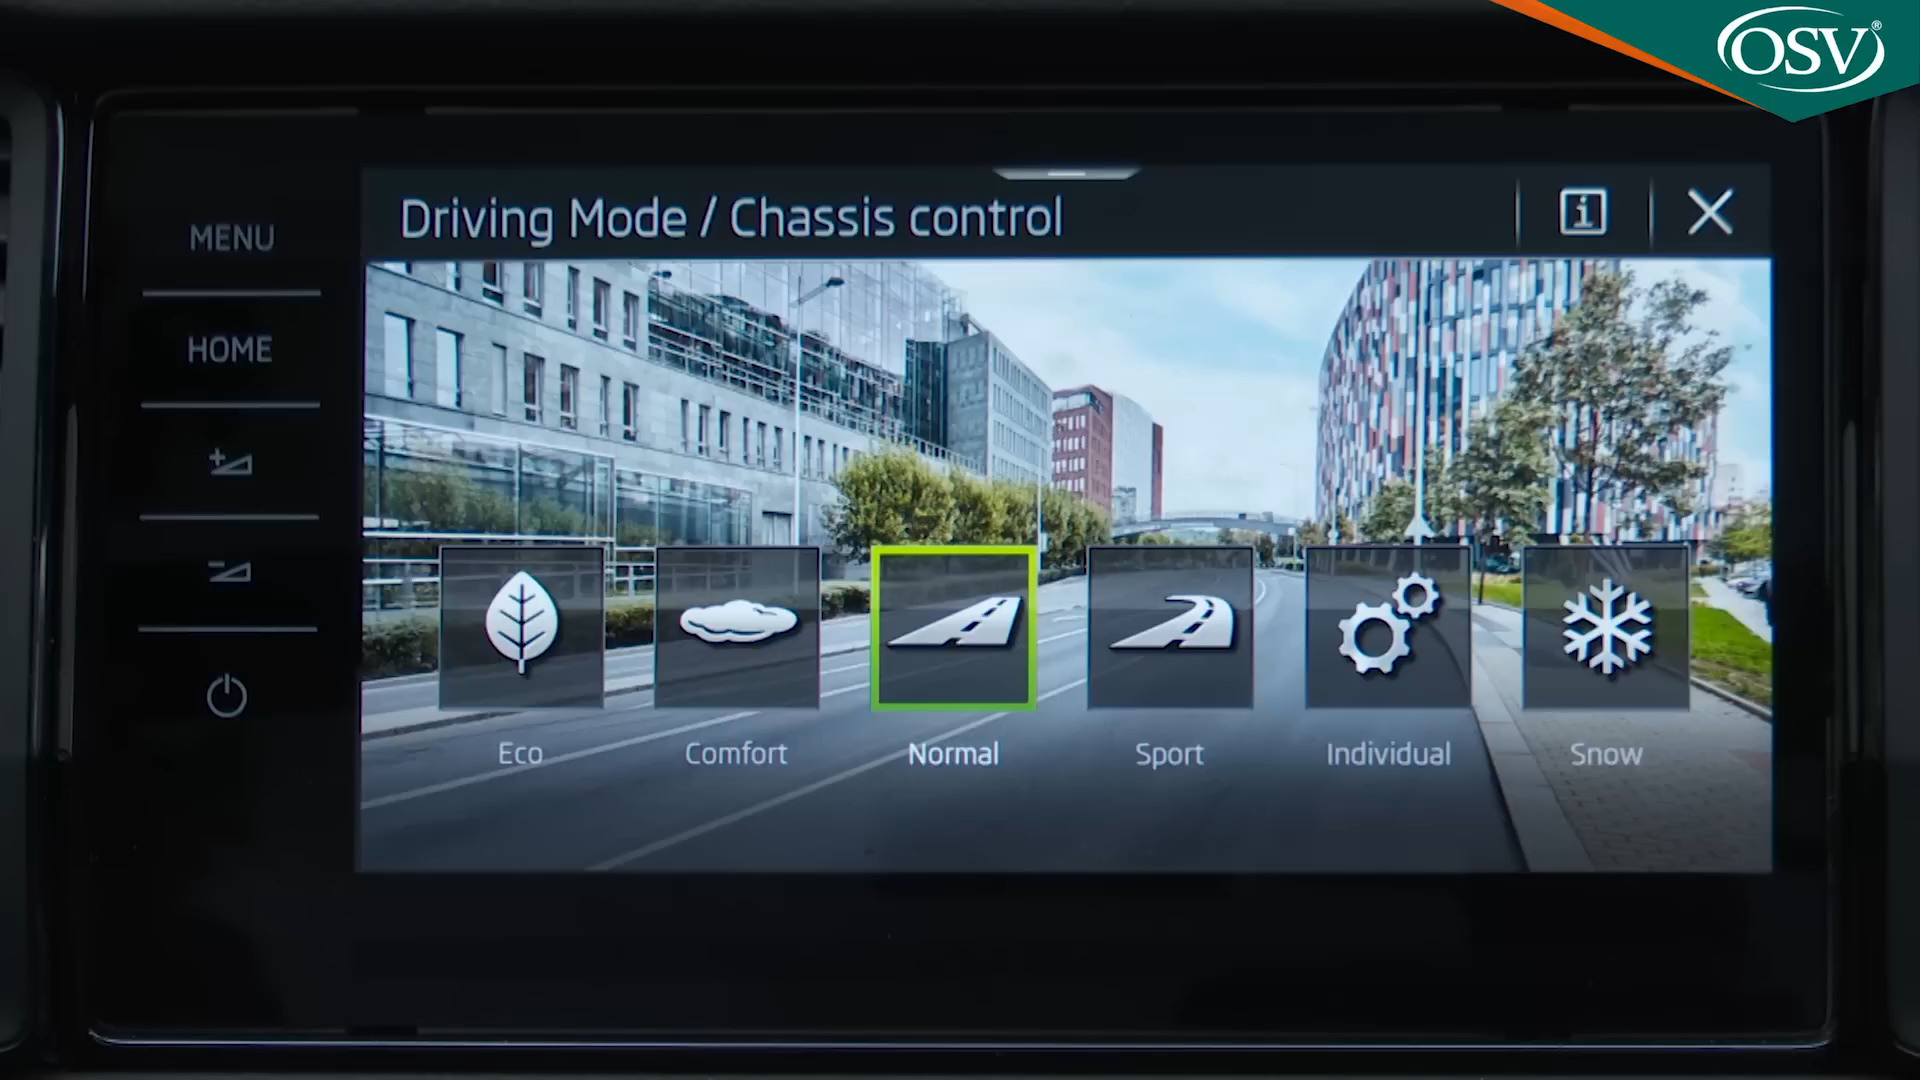 OSV®
Driving Mode / Chassis control
i
MENU
HOME
Eco
Comfort
Normal
Sport
Individual
Snow